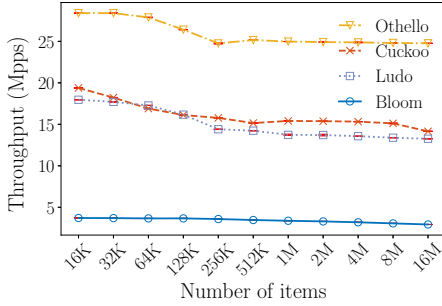 Throughput (Mpps)
25
20
15
10
5
Othello
Cuckoo
Ludo
Bloom
16K 32K 64K 128K 256K 512K 1M 2M 4M 8M 16M
Number of items